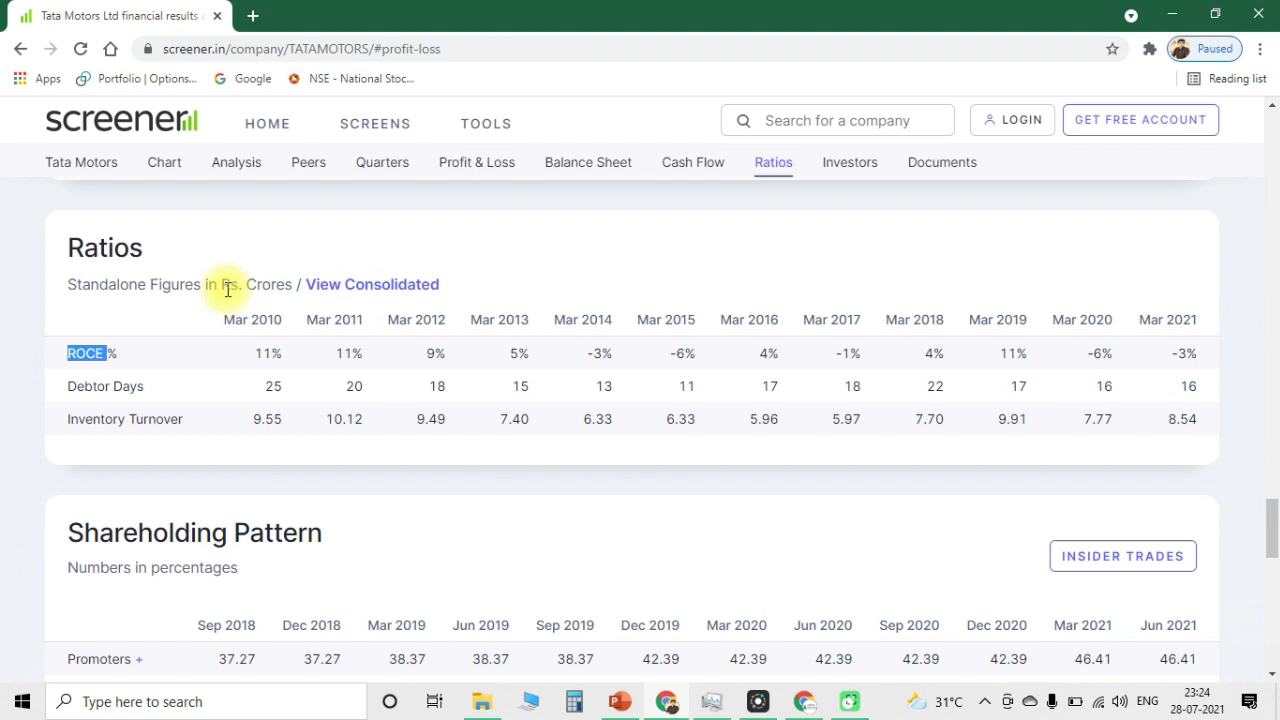 Tata Motors Ltd financial results a
screener.in/company/TATAMOTORS/#profit-loss
Paused
Apps Portfolio | Options... Google NSE - National Stoc... Reading list
screener HOME SCREENS TOOLS Search for a company LOGIN GET FREE ACCOUNT
Tata Motors Chart Analysis Peers Quarters Profit & Loss Balance Sheet Cash Flow Ratios Investors Documents
Ratios
Standalone Figures in Rs. Crores / View Consolidated
Mar 2010 Mar 2011 Mar 2012 Mar 2013 Mar 2014 Mar 2015 Mar 2016 Mar 2017 Mar 2018 Mar 2019 Mar 2020 Mar 2021
ROCE % 11% 11% 9% 5% -3% -6% 4% -1% 4% 11% -6% -3%
Debtor Days 25 20 18 15 13 11 17 18 22 17 16 16
Inventory Turnover 9.55 10.12 9.49 7.40 6.33 6.33 5.96 5.97 7.70 9.91 7.77 8.54
Shareholding Pattern
INSIDER TRADES
Numbers in percentages
Sep 2018 Dec 2018 Mar 2019 Jun 2019 Sep 2019 Dec 2019 Mar 2020 Jun 2020 Sep 2020 Dec 2020 Mar 2021 Jun 2021
Promoters + 37.27 37.27 38.37 38.37 38.37 42.39 42.39 42.39 42.39 42.39 46.41 46.41
Type here to search
31°C
ENG
23:24
28-07-2021